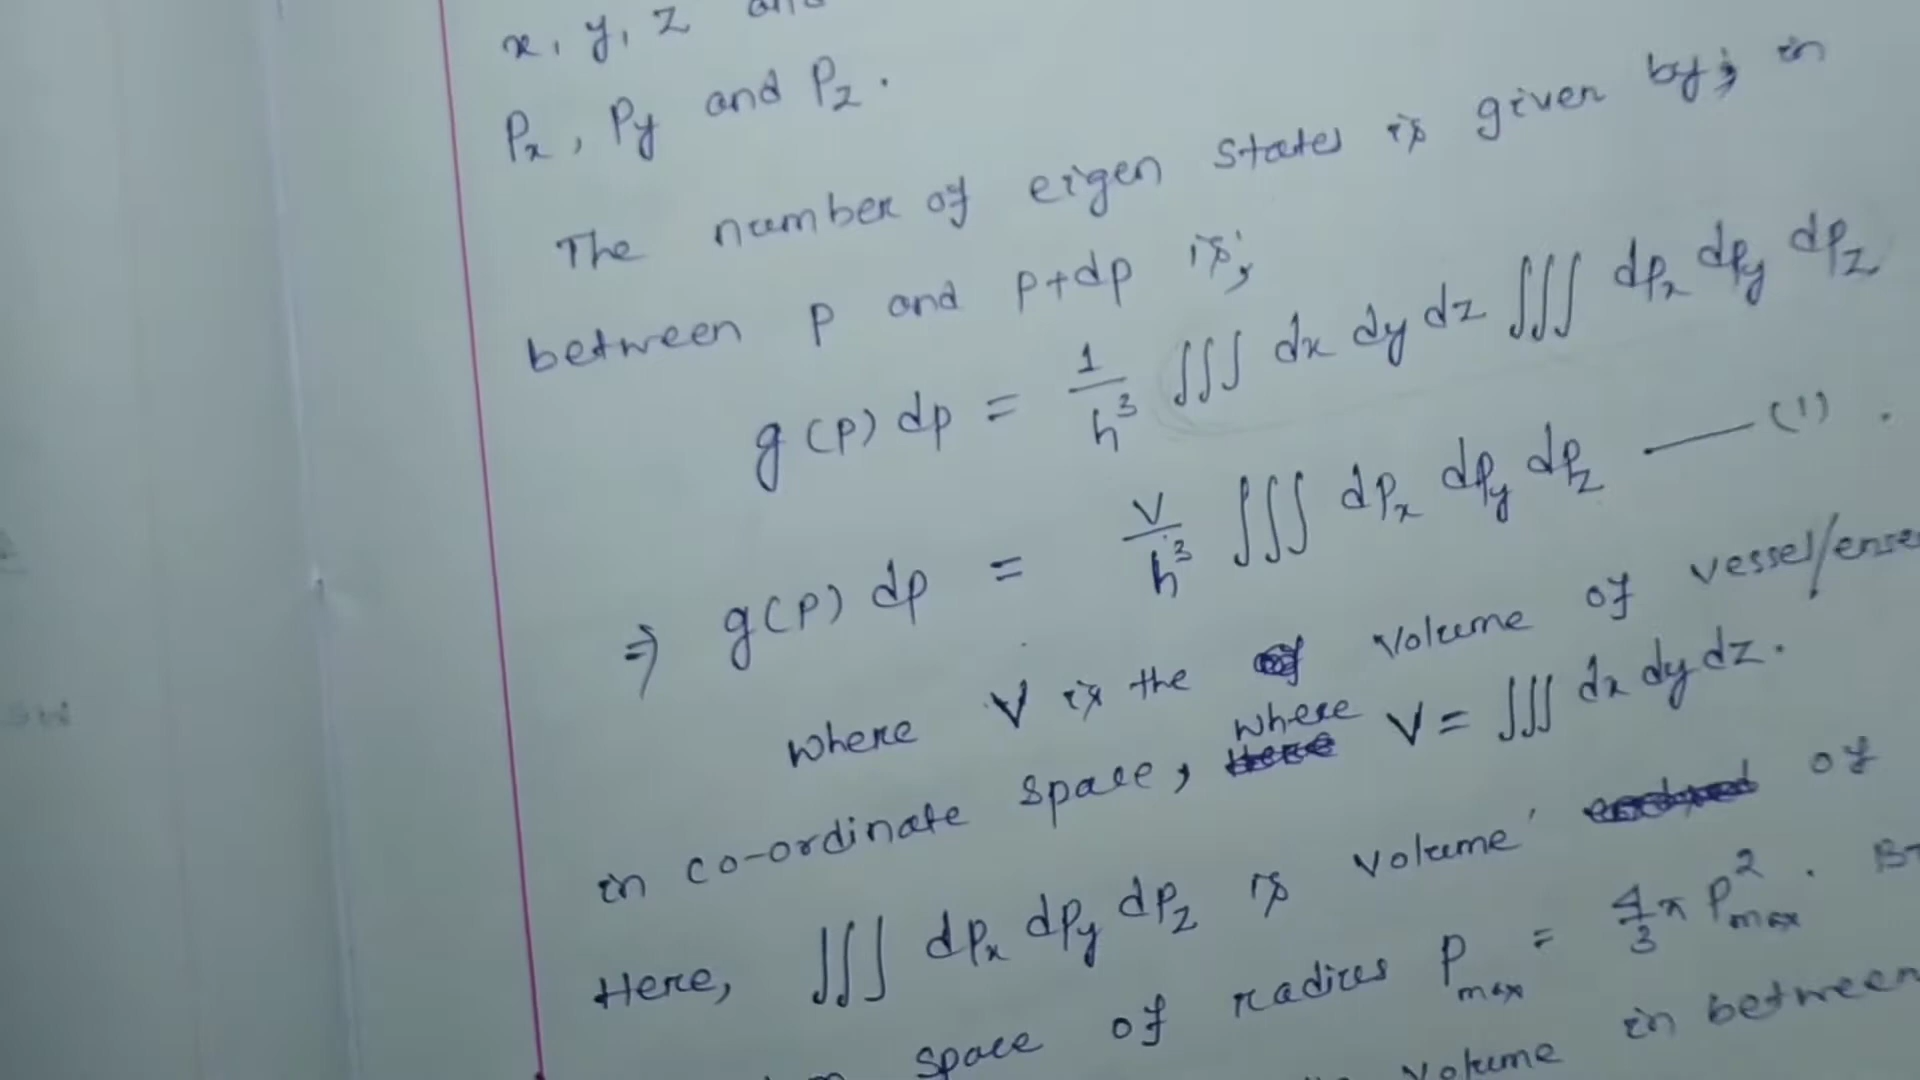 x, y, z and
Px, Py and Pz.
The number of eigen states is given by; in
between p and p+dp is;
g(p) dp = 1/h³ ∫∫∫ dx dy dz ∫∫∫ dpx dpy dpz
⇒ g(p) dp = V/h³ ∫∫∫ dpx dpy dpz —— (1).
where V is the volume of vessel/
in co-ordinate space, where V = ∫∫∫ dx dy dz.
Here, ∫∫∫ dpx dpy dpz is volume of
space of radius Pmax = 4/3 π P²max.
volume in between